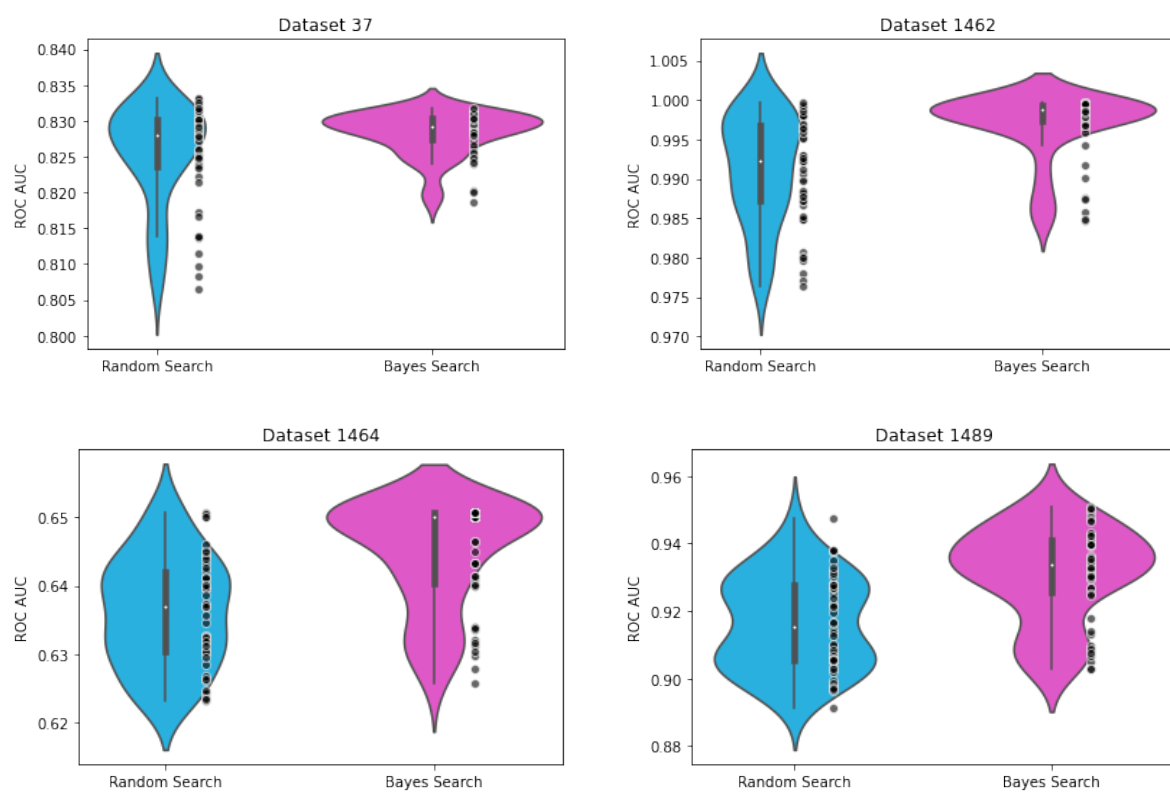 Dataset 37
0.840
0.835
0.830
0.825
0.820
0.815
0.810
0.805
0.800
ROC AUC
Random Search
Bayes Search
Dataset 1462
1.005
1.000
0.995
0.990
0.985
0.980
0.975
0.970
ROC AUC
Random Search
Bayes Search
Dataset 1464
0.65
0.64
0.63
0.62
ROC AUC
Random Search
Bayes Search
Dataset 1489
0.96
0.94
0.92
0.90
0.88
ROC AUC
Random Search
Bayes Search